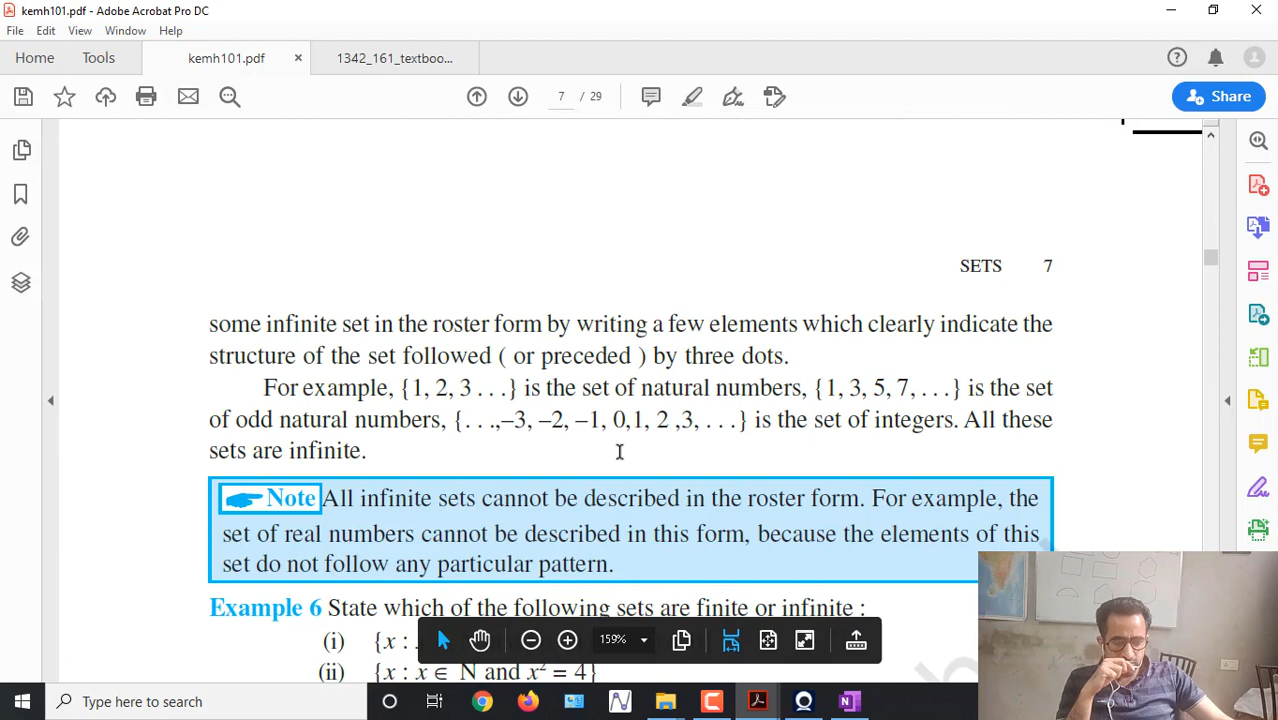 kemh101.pdf - Adobe Acrobat Pro DC
File Edit View Window Help
Home Tools kemh101.pdf × 1342_161_textboo...
7 / 29
Share
SETS 7
some infinite set in the roster form by writing a few elements which clearly indicate the
structure of the set followed ( or preceded ) by three dots.
For example, {1, 2, 3 . . .} is the set of natural numbers, {1, 3, 5, 7, . . .} is the set
of odd natural numbers, {. . .,–3, –2, –1, 0,1, 2 ,3, . . .} is the set of integers. All these
sets are infinite.
Note All infinite sets cannot be described in the roster form. For example, the
set of real numbers cannot be described in this form, because the elements of this
set do not follow any particular pattern.
Example 6 State which of the following sets are finite or infinite :
(i) {x :
159%
(ii) {x : x ∈ N and x² = 4}
Type here to search